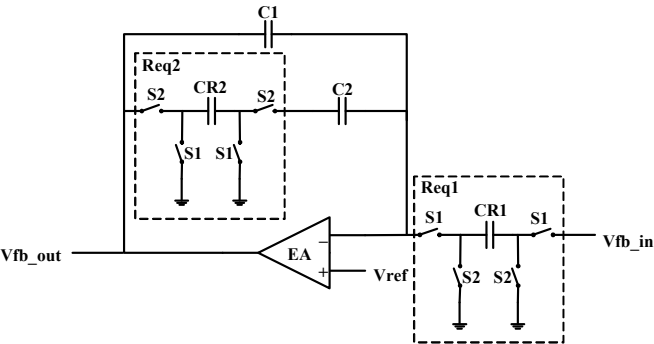 C1
Req2
S2
CR2
S2
C2
S1
S1
Req1
S1
CR1
S1
Vfb_in
S2
S2
Vfb_out
EA
−
+
Vref